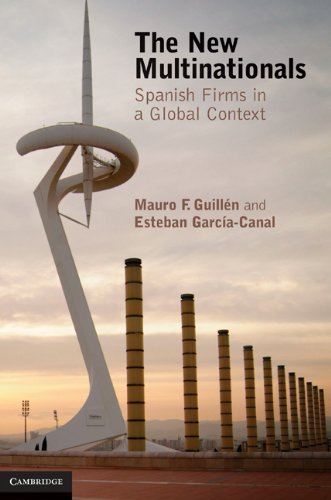 The New
Multinationals
Spanish Firms in
a Global Context
Mauro F. Guillén and
Esteban García-Canal
CAMBRIDGE